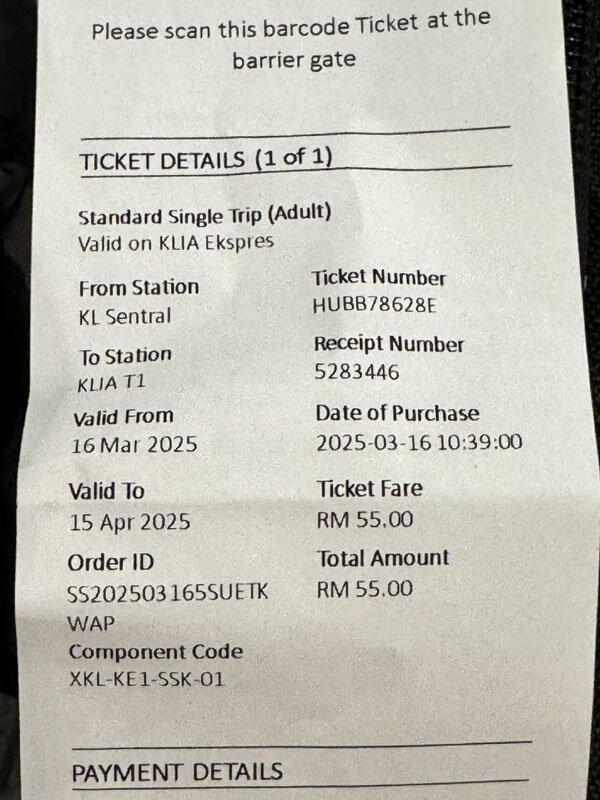 Please scan this barcode Ticket at the
barrier gate
TICKET DETAILS (1 of 1)
Standard Single Trip (Adult)
Valid on KLIA Ekspres
From Station
KL Sentral
Ticket Number
HUBB78628E
To Station
KLIA T1
Receipt Number
5283446
Valid From
16 Mar 2025
Date of Purchase
2025-03-16 10:39:00
Valid To
15 Apr 2025
Ticket Fare
RM 55.00
Order ID
SS202503165SUETK
WAP
Total Amount
RM 55.00
Component Code
XKL-KE1-SSK-01
PAYMENT DETAILS